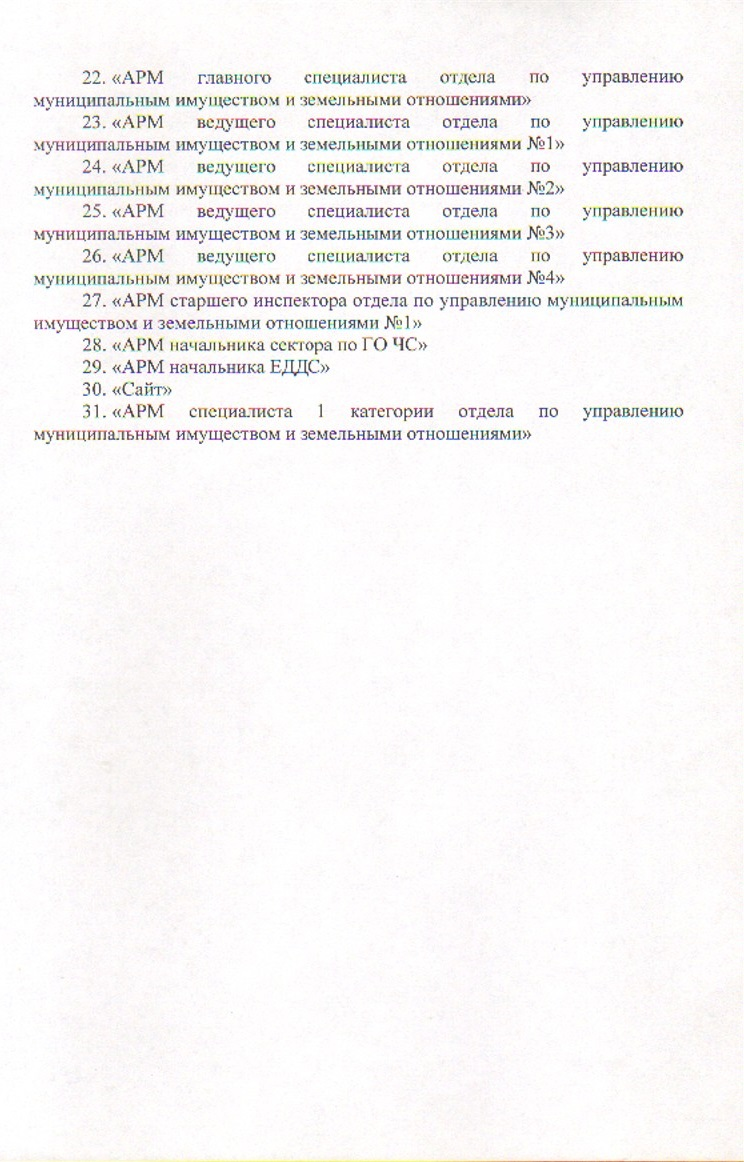 22. «АРМ главного специалиста отдела по управлению
муниципальным имуществом и земельными отношениями»
23. «АРМ ведущего специалиста отдела по управлению
муниципальным имуществом и земельными отношениями №1»
24. «АРМ ведущего специалиста отдела по управлению
муниципальным имуществом и земельными отношениями №2»
25. «АРМ ведущего специалиста отдела по управлению
муниципальным имуществом и земельными отношениями №3»
26. «АРМ ведущего специалиста отдела по управлению
муниципальным имуществом и земельными отношениями №4»
27. «АРМ старшего инспектора отдела по управлению муниципальным
имуществом и земельными отношениями №1»
28. «АРМ начальника сектора по ГО ЧС»
29. «АРМ начальника ЕДДС»
30. «Сайт»
31. «АРМ специалиста 1 категории отдела по управлению
муниципальным имуществом и земельными отношениями»